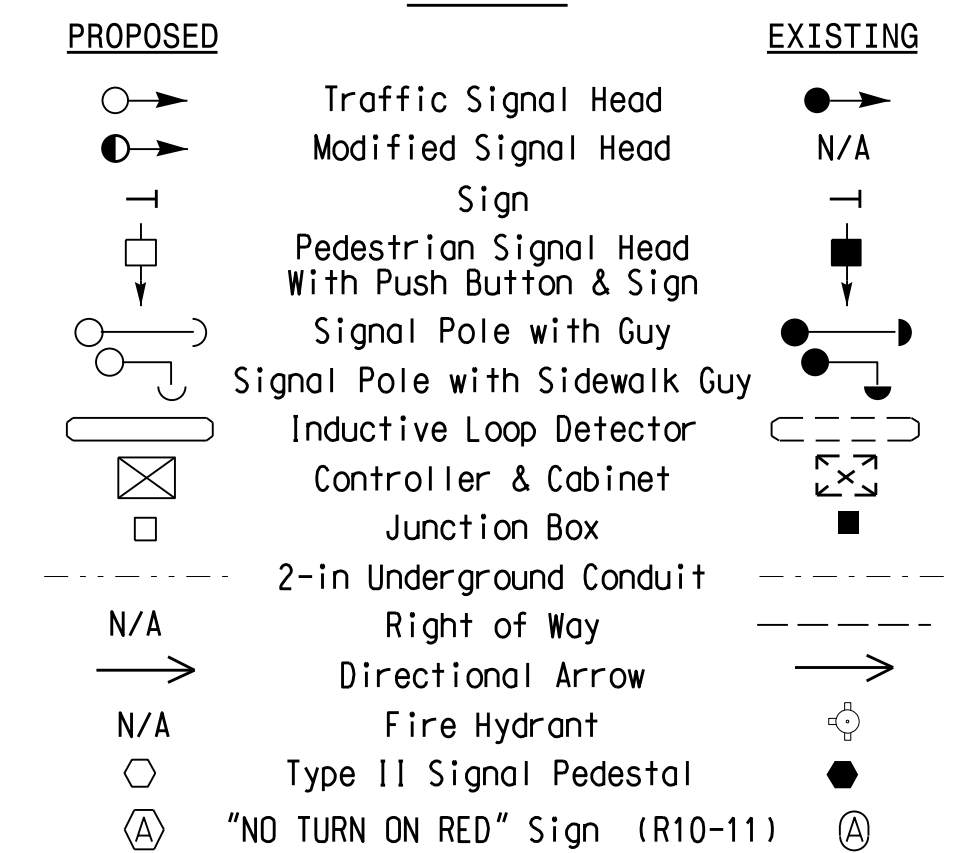 PROPOSED EXISTING
Traffic Signal Head
Modified Signal Head N/A
Sign
Pedestrian Signal Head
With Push Button & Sign
Signal Pole with Guy
Signal Pole with Sidewalk Guy
Inductive Loop Detector
Controller & Cabinet
Junction Box
2-in Underground Conduit
N/A Right of Way
Directional Arrow
N/A Fire Hydrant
Type II Signal Pedestal
A "NO TURN ON RED" Sign (R10-11) A